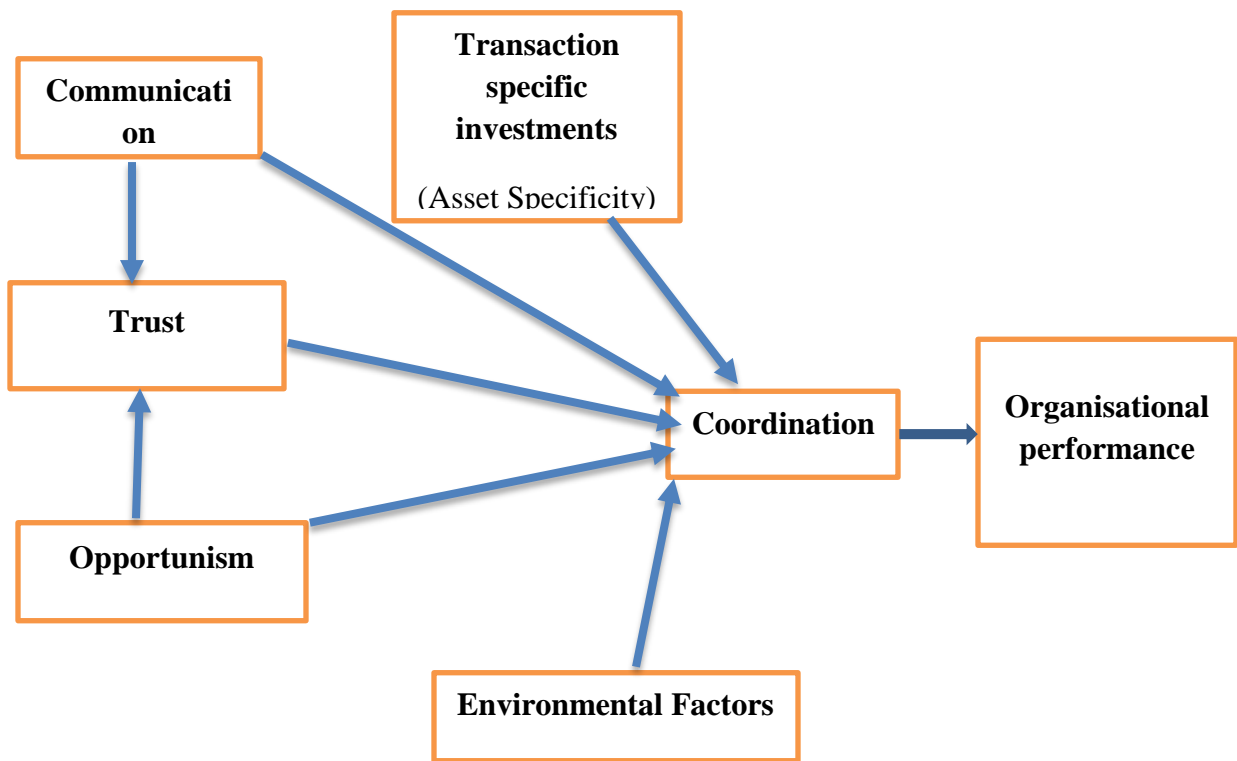 Communicati
on
Transaction
specific
investments
(Asset Specificity)
Trust
Coordination
Organisational
performance
Opportunism
Environmental Factors